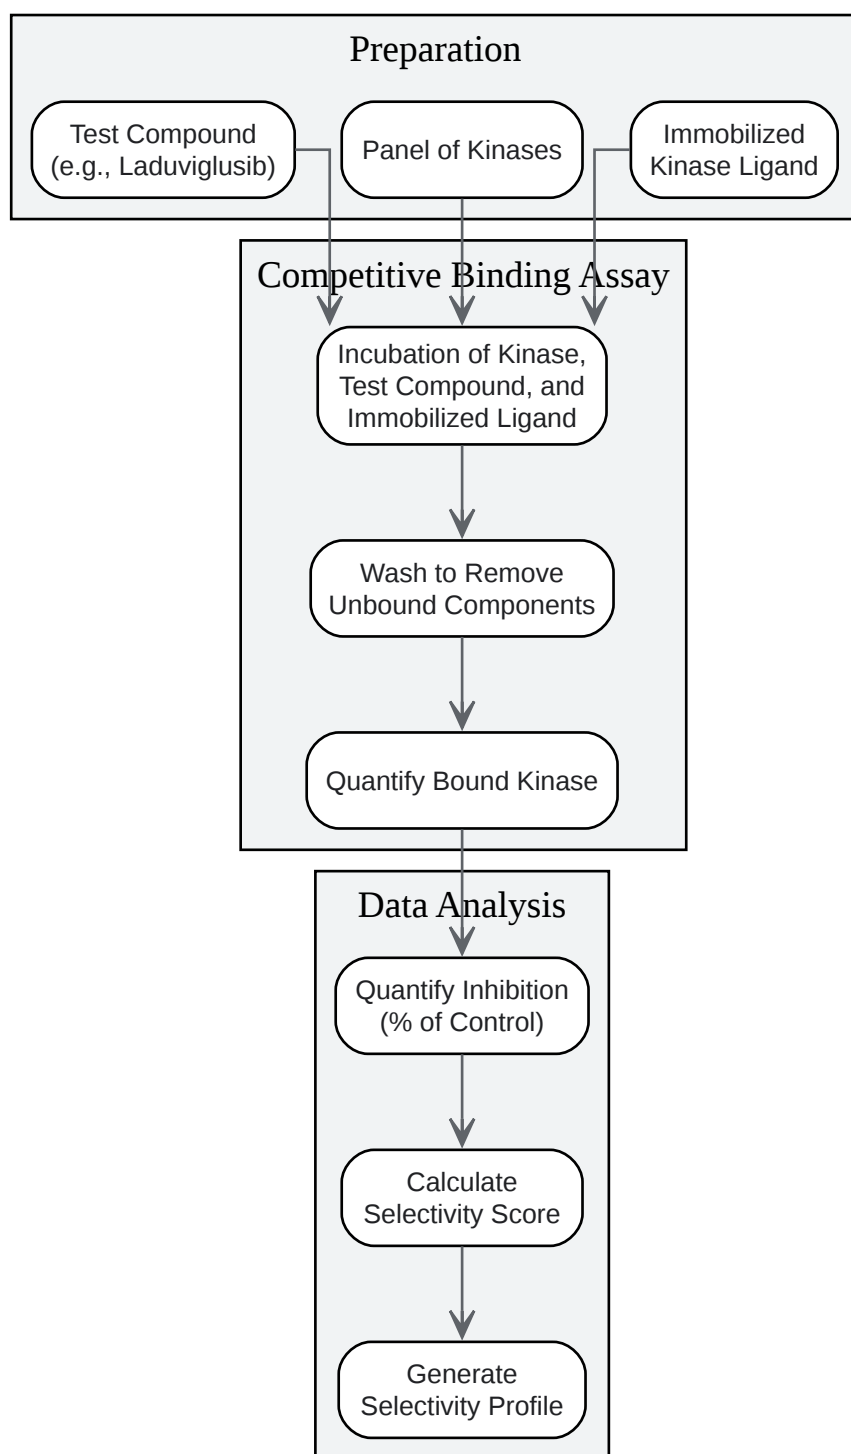 Preparation
Test Compound
(e.g., Laduviglusib)
Panel of Kinases
Immobilized
Kinase Ligand
Competitive Binding Assay
Incubation of Kinase,
Test Compound, and
Immobilized Ligand
Wash to Remove
Unbound Components
Quantify Bound Kinase
Data Analysis
Quantify Inhibition
(% of Control)
Calculate
Selectivity Score
Generate
Selectivity Profile